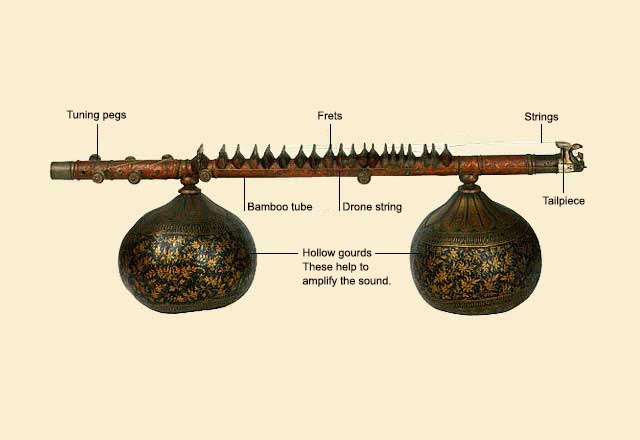 Tuning pegs
Frets
Strings
Bamboo tube
Drone string
Tailpiece
Hollow gourds
These help to
amplify the sound.